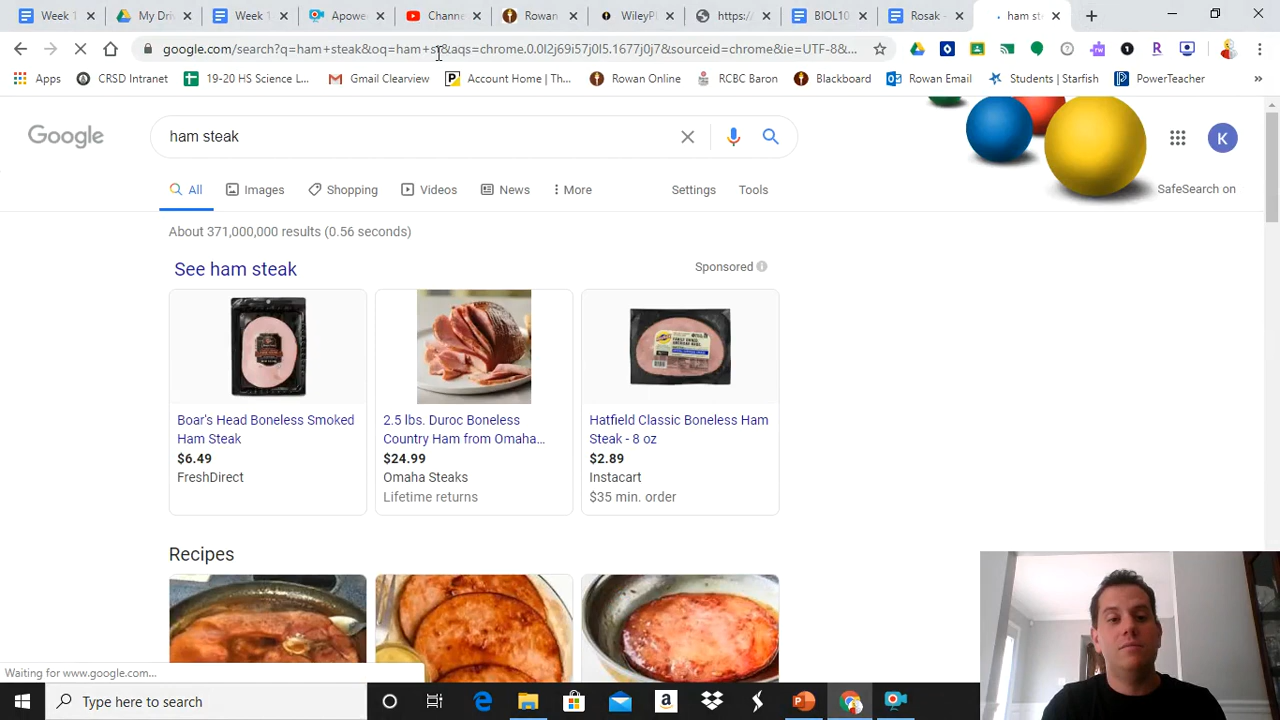 Week 1
My Driv
Week 1
Apower
Channe
Rowan
WileyPl
https:/
BIOL10
Rosak -
ham ste
google.com/search?q=ham+steak&oq=ham+st&aqs=chrome.0.0l2j69i57j0l5.1677j0j7&sourceid=chrome&ie=UTF-8&...
Apps
CRSD Intranet
19-20 HS Science L...
Gmail Clearview
Account Home | Th...
Rowan Online
RCBC Baron
Blackboard
Rowan Email
Students | Starfish
PowerTeacher
»
Google
ham steak
K
All
Images
Shopping
Videos
News
More
Settings
Tools
SafeSearch on
About 371,000,000 results (0.56 seconds)
See ham steak
Sponsored
Boar's Head Boneless Smoked
Ham Steak
$6.49
FreshDirect
2.5 lbs. Duroc Boneless
Country Ham from Omaha...
$24.99
Omaha Steaks
Lifetime returns
Hatfield Classic Boneless Ham
Steak - 8 oz
$2.89
Instacart
$35 min. order
Recipes
Waiting for www.google.com...
Type here to search